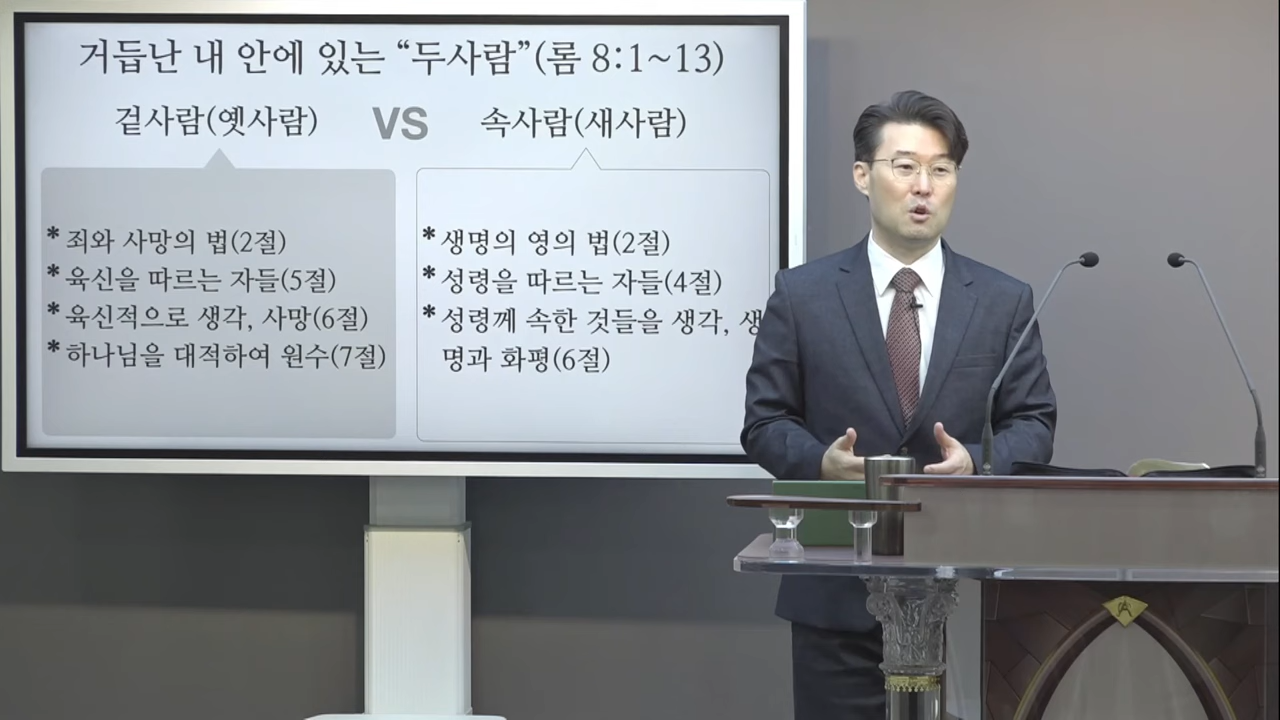 거듭난 내 안에 있는 “두사람”(롬 8:1~13)
겉사람(옛사람) VS 속사람(새사람)
* 죄와 사망의 법(2절)
* 육신을 따르는 자들(5절)
* 육신적으로 생각, 사망(6절)
* 하나님을 대적하여 원수(7절)
* 생명의 영의 법(2절)
* 성령을 따르는 자들(4절)
* 성령께 속한 것들을 생각, 생
명과 화평(6절)